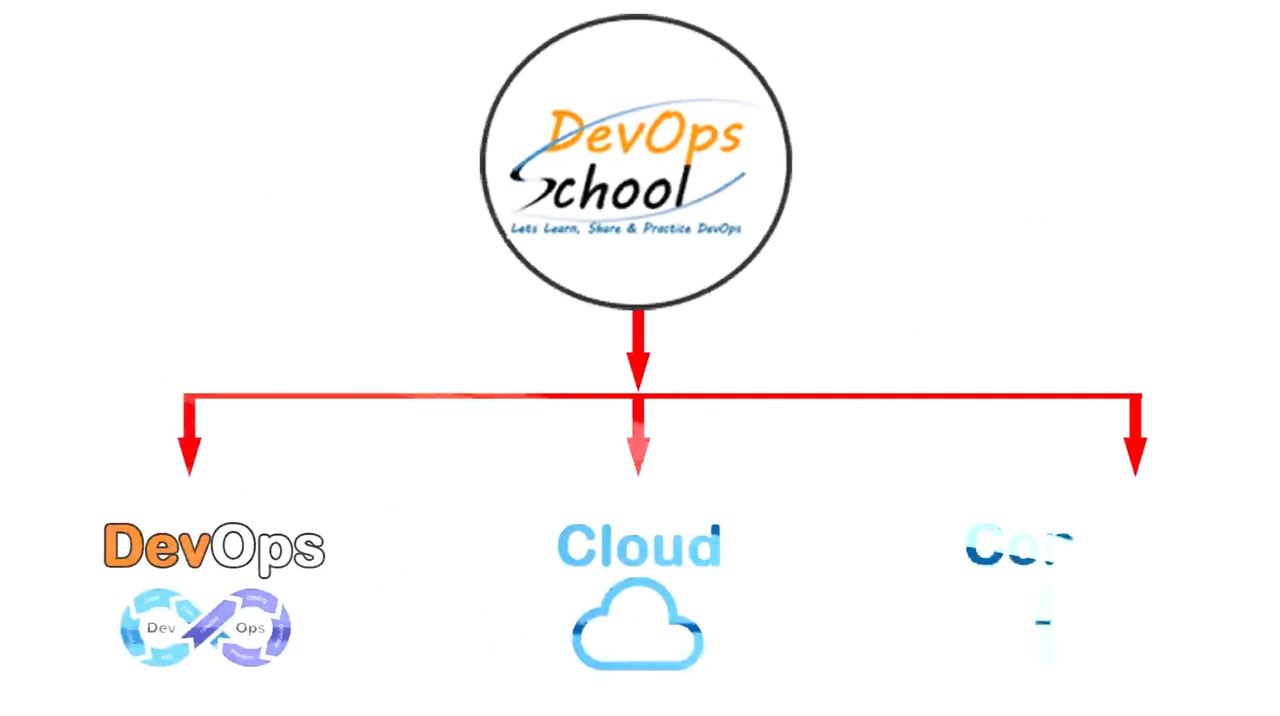 DevOps
School
Lets Learn, Share & Practice DevOps
DevOps
Cloud
Dev
Ops